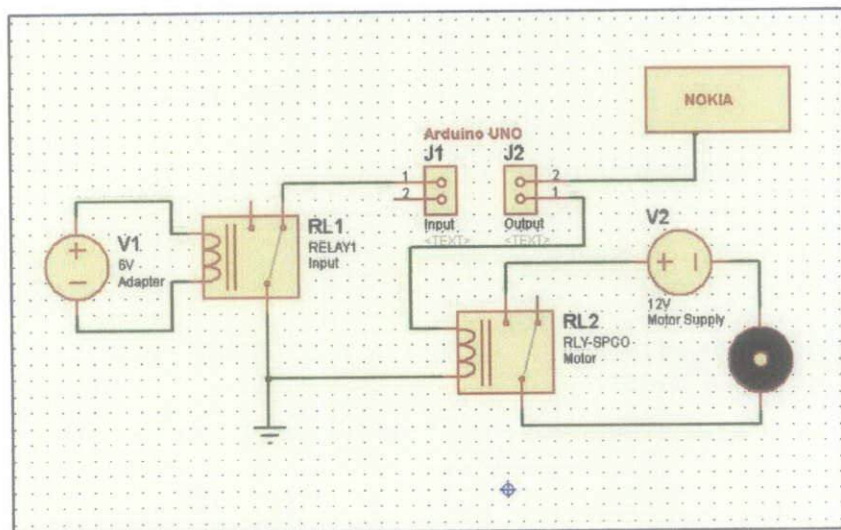 NOKIA
Arduino UNO
J1
J2
1
2
2
1
Input
<TEXT>
Output
<TEXT>
V1
6V
Adapter
RL1
RELAY1
Input
V2
12V
Motor Supply
RL2
RLY-SPCO
Motor